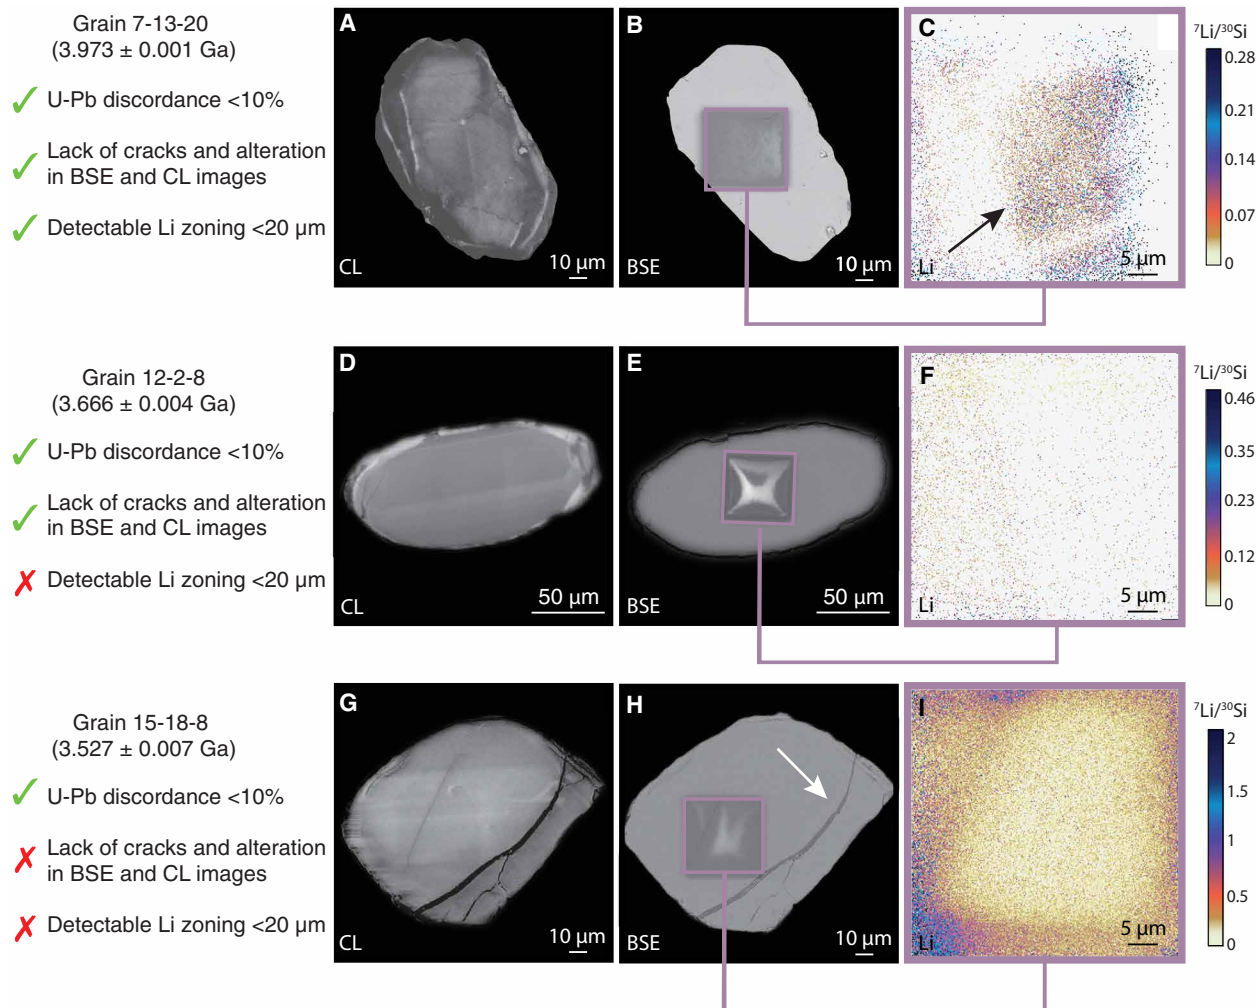 Grain 7-13-20
(3.973 ± 0.001 Ga)
U-Pb discordance <10%
Lack of cracks and alteration
in BSE and CL images
Detectable Li zoning <20 µm
A
CL
10 µm
B
BSE
10 µm
C
Li
5 µm
⁷Li/³⁰Si
0.28
0.21
0.14
0.07
0
Grain 12-2-8
(3.666 ± 0.004 Ga)
U-Pb discordance <10%
Lack of cracks and alteration
in BSE and CL images
Detectable Li zoning <20 µm
D
CL
50 µm
E
BSE
50 µm
F
Li
5 µm
⁷Li/³⁰Si
0.46
0.35
0.23
0.12
0
Grain 15-18-8
(3.527 ± 0.007 Ga)
U-Pb discordance <10%
Lack of cracks and alteration
in BSE and CL images
Detectable Li zoning <20 µm
G
CL
10 µm
H
BSE
10 µm
I
Li
5 µm
⁷Li/³⁰Si
2
1.5
1
0.5
0